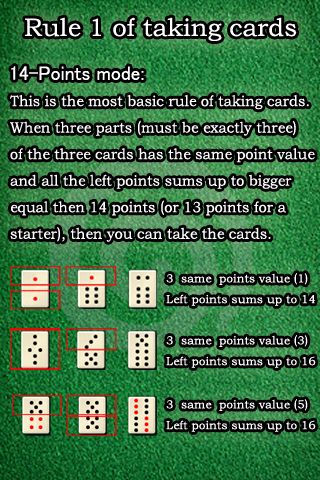 Rule 1 of taking cards
14-Points mode:
This is the most basic rule of taking cards.
When three parts (must be exactly three)
of the three cards has the same point value
and all the left points sums up to bigger
equal then 14 points (or 13 points for a
starter), then you can take the cards.
3 same points value (1)
Left points sums up to 14
3 same points value (3)
Left points sums up to 16
3 same points value (5)
Left points sums up to 16